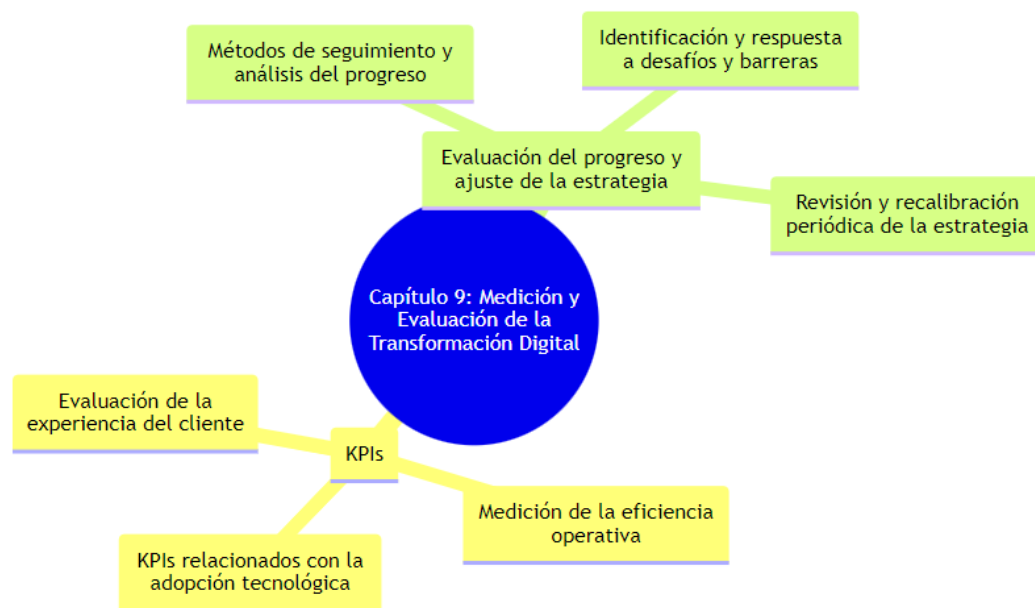 Métodos de seguimiento y
análisis del progreso
Identificación y respuesta
a desafíos y barreras
Evaluación del progreso y
ajuste de la estrategia
Revisión y recalibración
periódica de la estrategia
Capítulo 9: Medición y
Evaluación de la
Transformación Digital
Evaluación de la
experiencia del cliente
KPIs
Medición de la eficiencia
operativa
KPIs relacionados con la
adopción tecnológica